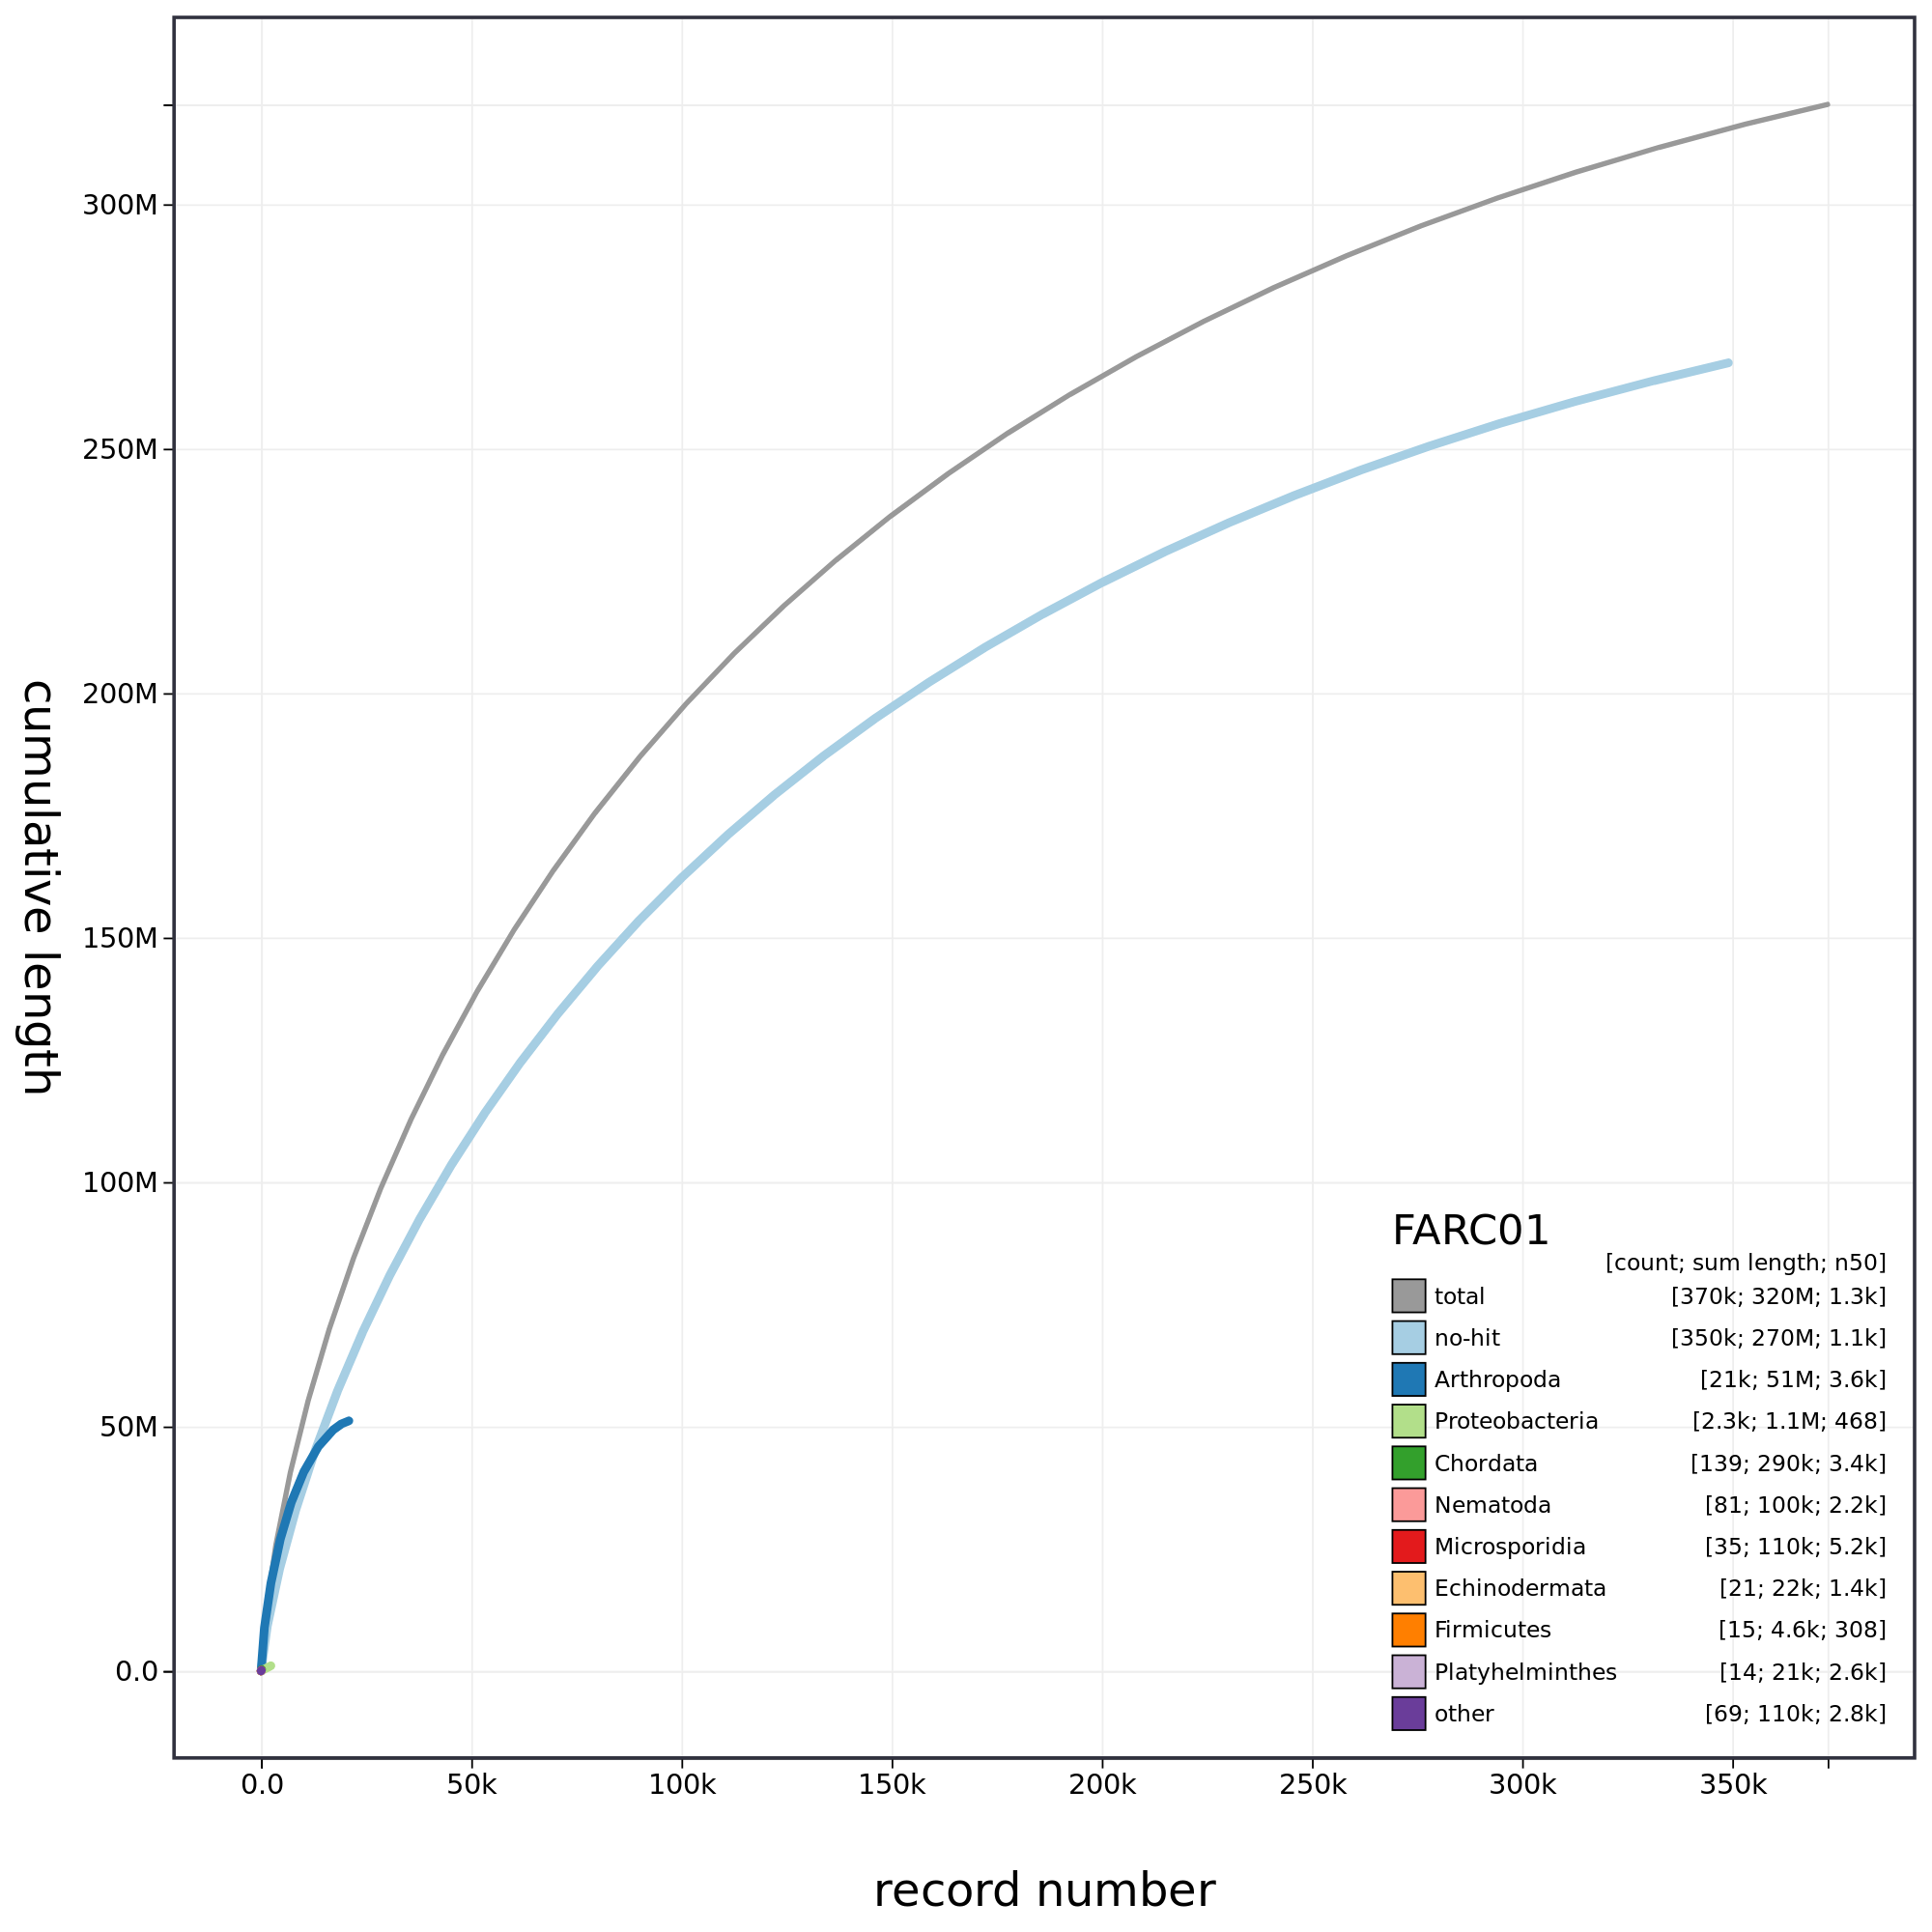 300M
250M
200M
150M
100M
50M
0.0
cumulative length
FARC01
[count; sum length; n50]
total [370k; 320M; 1.3k]
no-hit [350k; 270M; 1.1k]
Arthropoda [21k; 51M; 3.6k]
Proteobacteria [2.3k; 1.1M; 468]
Chordata [139; 290k; 3.4k]
Nematoda [81; 100k; 2.2k]
Microsporidia [35; 110k; 5.2k]
Echinodermata [21; 22k; 1.4k]
Firmicutes [15; 4.6k; 308]
Platyhelminthes [14; 21k; 2.6k]
other [69; 110k; 2.8k]
0.0 50k 100k 150k 200k 250k 300k 350k
record number